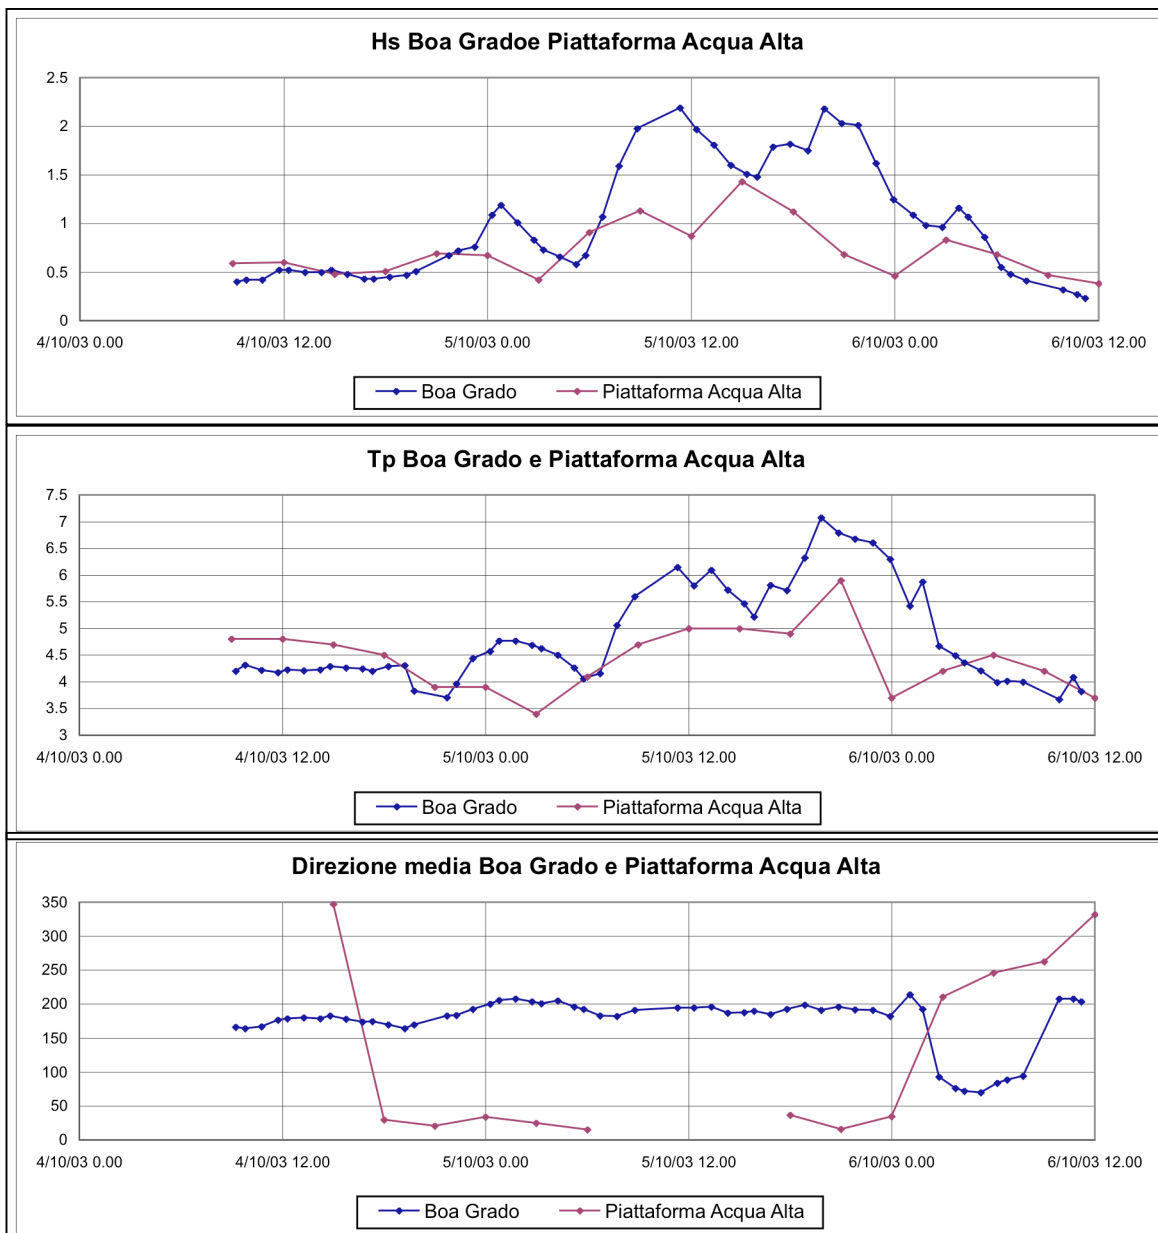 Hs Boa Gradoe Piattaforma Acqua Alta
2.5
2
1.5
1
0.5
0
4/10/03 0.00 4/10/03 12.00 5/10/03 0.00 5/10/03 12.00 6/10/03 0.00 6/10/03 12.00
Boa Grado Piattaforma Acqua Alta
Tp Boa Grado e Piattaforma Acqua Alta
7.5
7
6.5
6
5.5
5
4.5
4
3.5
3
4/10/03 0.00 4/10/03 12.00 5/10/03 0.00 5/10/03 12.00 6/10/03 0.00 6/10/03 12.00
Boa Grado Piattaforma Acqua Alta
Direzione media Boa Grado e Piattaforma Acqua Alta
350
300
250
200
150
100
50
0
4/10/03 0.00 4/10/03 12.00 5/10/03 0.00 5/10/03 12.00 6/10/03 0.00 6/10/03 12.00
Boa Grado Piattaforma Acqua Alta